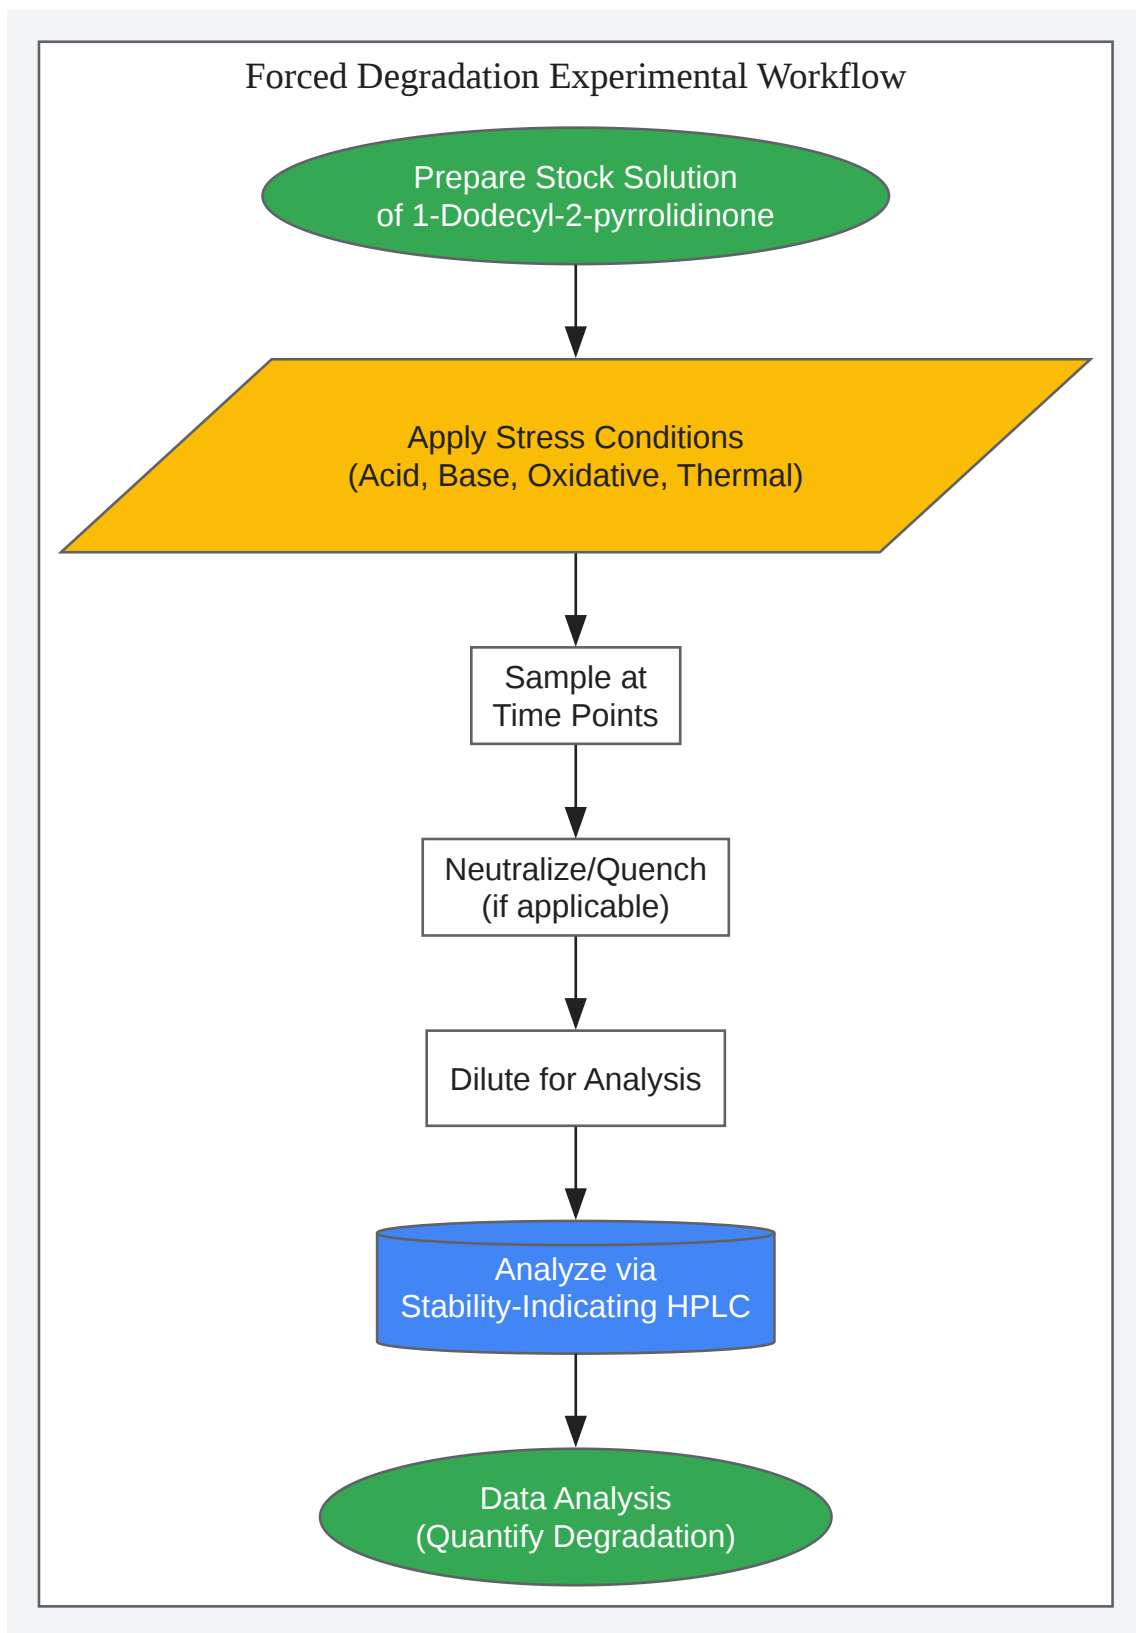 Forced Degradation Experimental Workflow
Prepare Stock Solution
of 1-Dodecyl-2-pyrrolidinone
Apply Stress Conditions
(Acid, Base, Oxidative, Thermal)
Sample at
Time Points
Neutralize/Quench
(if applicable)
Dilute for Analysis
Analyze via
Stability-Indicating HPLC
Data Analysis
(Quantify Degradation)